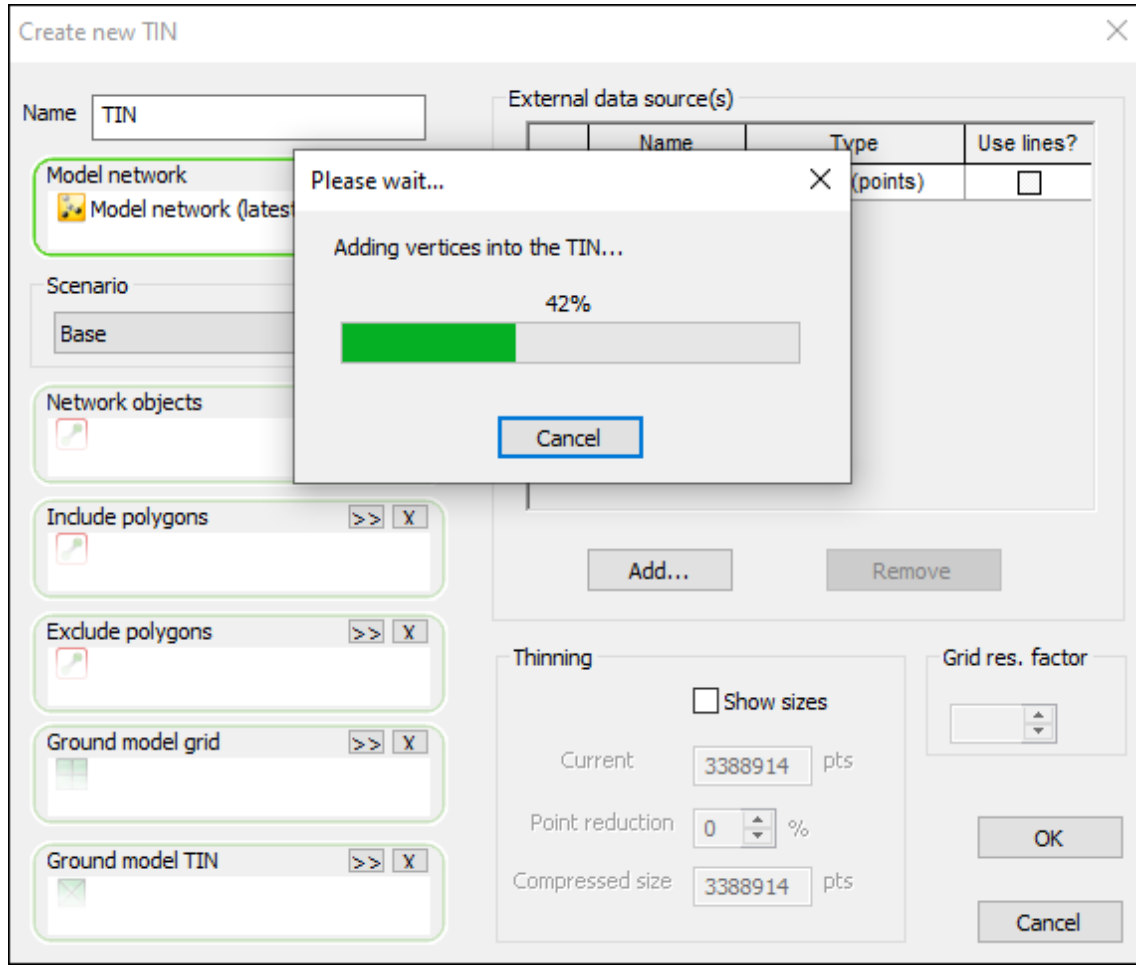 Create new TIN
Name
TIN
Model network
Model network (latest
Scenario
Base
Network objects
Include polygons
>> X
Exclude polygons
>> X
Ground model grid
>> X
Ground model TIN
>> X
External data source(s)
Name Type Use lines?
(points)
Please wait...
Adding vertices into the TIN...
42%
Cancel
Add... Remove
Thinning
Show sizes
Current 3388914 pts
Point reduction 0 %
Compressed size 3388914 pts
Grid res. factor
OK
Cancel